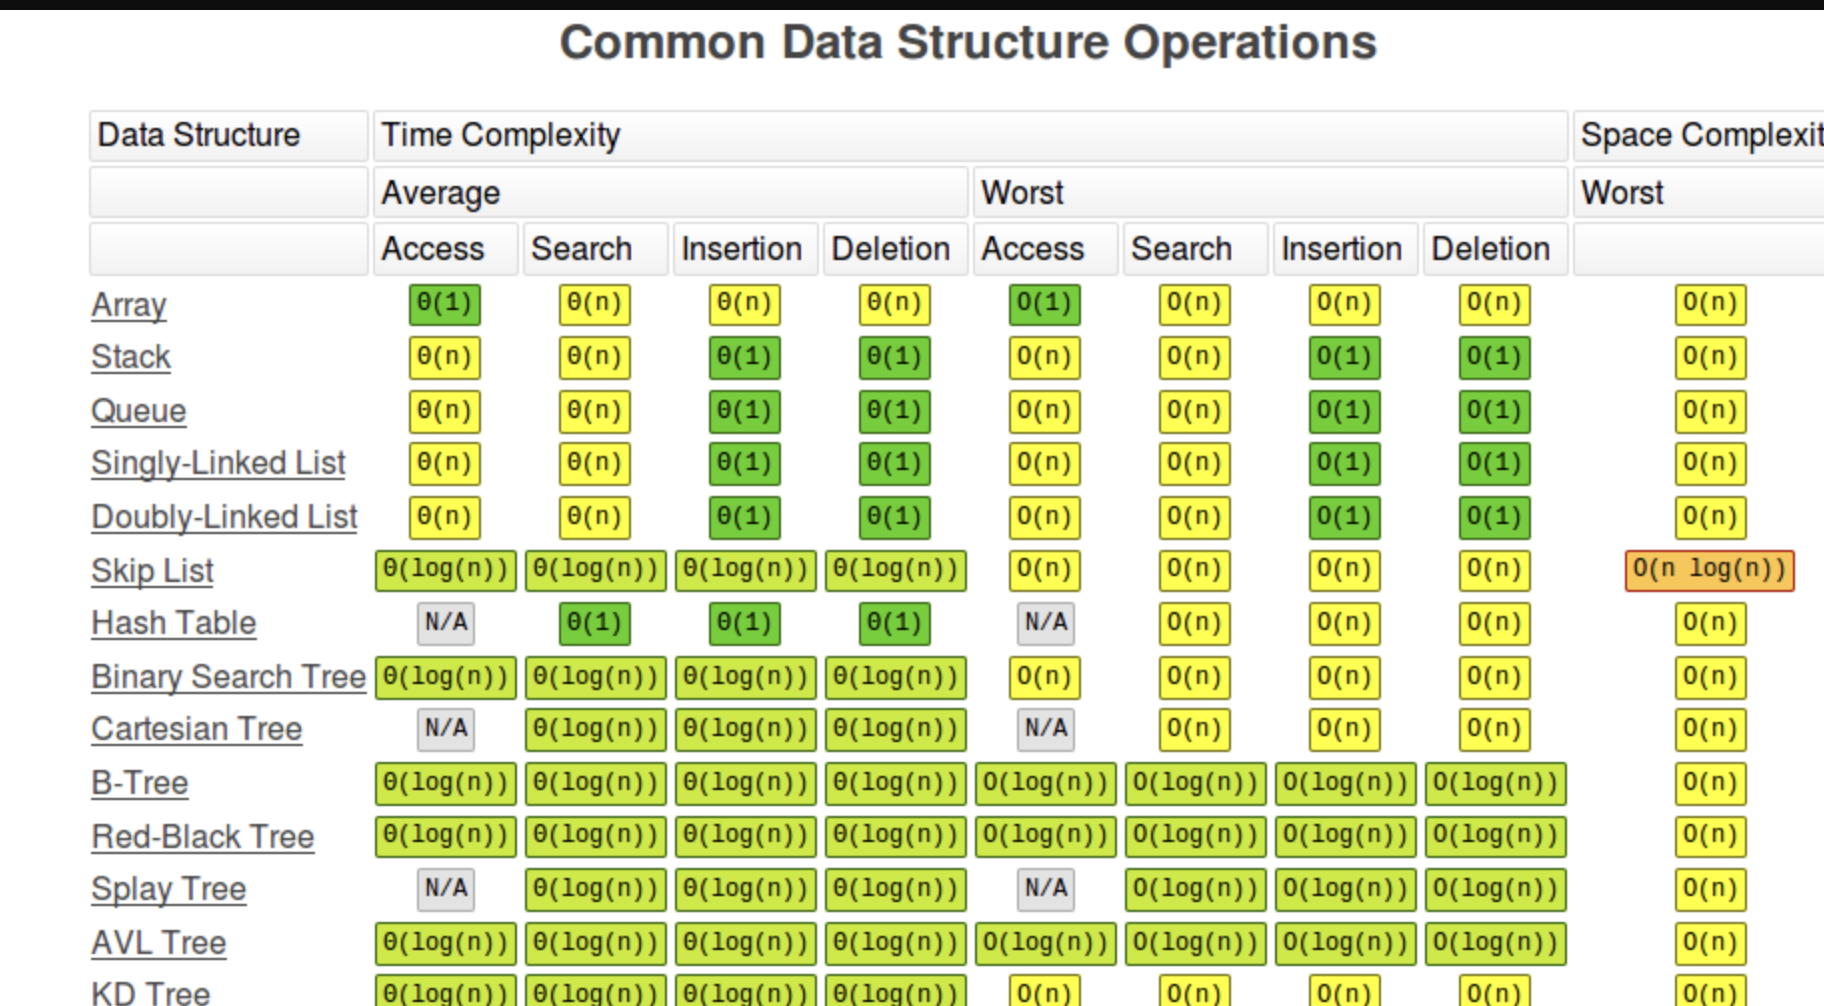 Common Data Structure Operations
Data Structure Time Complexity Space Complexit
Average Worst Worst
Access Search Insertion Deletion Access Search Insertion Deletion
Array Θ(1) Θ(n) Θ(n) Θ(n) O(1) O(n) O(n) O(n) O(n)
Stack Θ(n) Θ(n) Θ(1) Θ(1) O(n) O(n) O(1) O(1) O(n)
Queue Θ(n) Θ(n) Θ(1) Θ(1) O(n) O(n) O(1) O(1) O(n)
Singly-Linked List Θ(n) Θ(n) Θ(1) Θ(1) O(n) O(n) O(1) O(1) O(n)
Doubly-Linked List Θ(n) Θ(n) Θ(1) Θ(1) O(n) O(n) O(1) O(1) O(n)
Skip List Θ(log(n)) Θ(log(n)) Θ(log(n)) Θ(log(n)) O(n) O(n) O(n) O(n) O(n log(n))
Hash Table N/A Θ(1) Θ(1) Θ(1) N/A O(n) O(n) O(n) O(n)
Binary Search Tree Θ(log(n)) Θ(log(n)) Θ(log(n)) Θ(log(n)) O(n) O(n) O(n) O(n) O(n)
Cartesian Tree N/A Θ(log(n)) Θ(log(n)) Θ(log(n)) N/A O(n) O(n) O(n) O(n)
B-Tree Θ(log(n)) Θ(log(n)) Θ(log(n)) Θ(log(n)) O(log(n)) O(log(n)) O(log(n)) O(log(n)) O(n)
Red-Black Tree Θ(log(n)) Θ(log(n)) Θ(log(n)) Θ(log(n)) O(log(n)) O(log(n)) O(log(n)) O(log(n)) O(n)
Splay Tree N/A Θ(log(n)) Θ(log(n)) Θ(log(n)) N/A O(log(n)) O(log(n)) O(log(n)) O(n)
AVL Tree Θ(log(n)) Θ(log(n)) Θ(log(n)) Θ(log(n)) O(log(n)) O(log(n)) O(log(n)) O(log(n)) O(n)
KD Tree Θ(log(n)) Θ(log(n)) Θ(log(n)) Θ(log(n)) O(n) O(n) O(n) O(n) O(n)